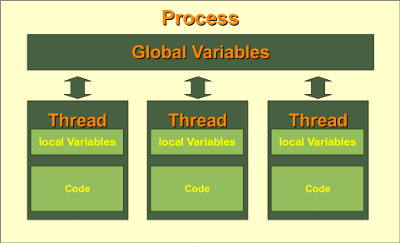 Process
Global Variables
Thread
local Variables
Code
Thread
local Variables
Code
Thread
local Variables
Code